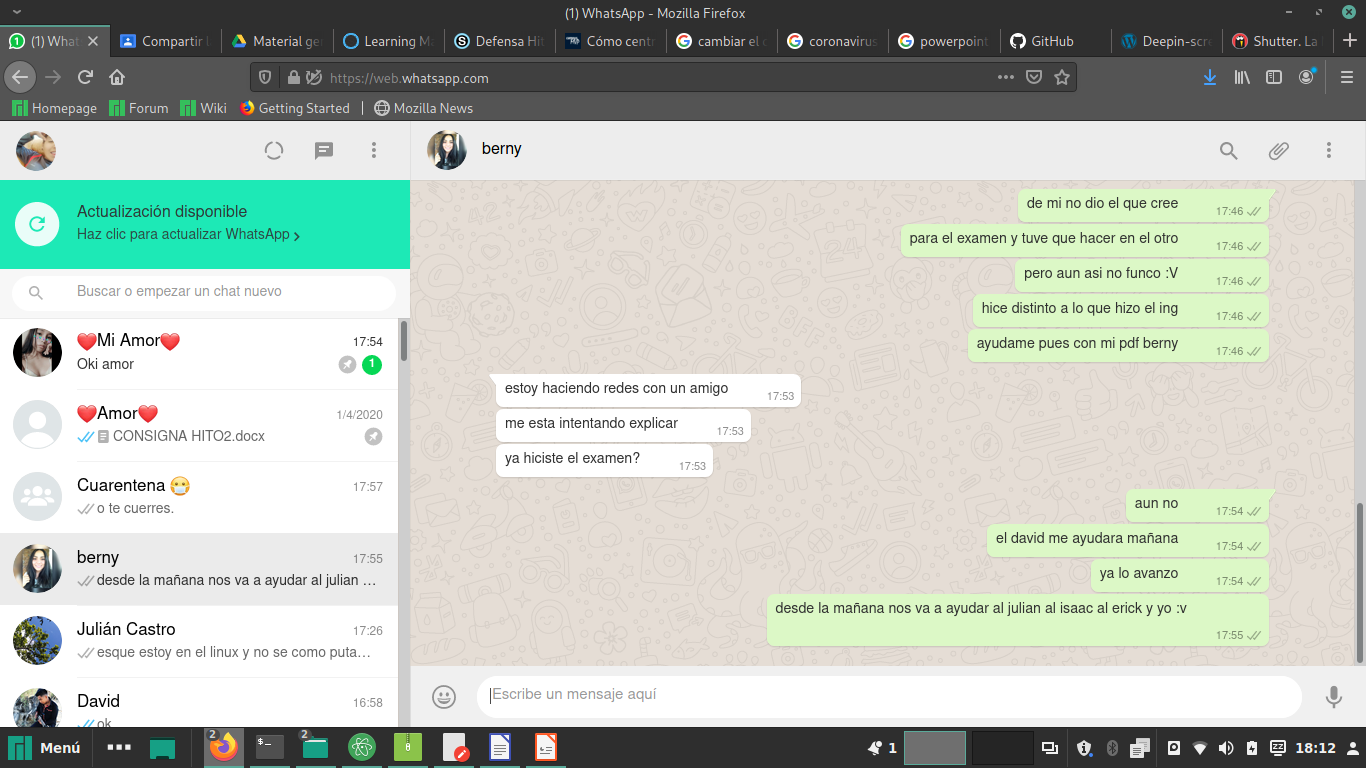 (1) WhatsApp - Mozilla Firefox
(1) What
Compartir
Material ge
Learning M
Defensa Hit
Cómo cent
cambiar el c
coronavirus
powerpoint
GitHub
Deepin-scr
Shutter. La
https://web.whatsapp.com
Homepage
Forum
Wiki
Getting Started
Mozilla News
berny
Actualización disponible
Haz clic para actualizar WhatsApp
Buscar o empezar un chat nuevo
❤️Mi Amor❤️ 17:54
Oki amor 1
❤️Amor❤️ 1/4/2020
CONSIGNA HITO2.docx
Cuarentena 😷 17:57
o te cuerres.
berny 17:55
desde la mañana nos va a ayudar al julian …
Julián Castro 17:26
esque estoy en el linux y no se como puta…
David 16:58
ok
de mi no dio el que cree 17:46
para el examen y tuve que hacer en el otro 17:46
pero aun asi no funco :V 17:46
hice distinto a lo que hizo el ing 17:46
ayudame pues con mi pdf berny 17:46
estoy haciendo redes con un amigo 17:53
me esta intentando explicar 17:53
ya hiciste el examen? 17:53
aun no 17:54
el david me ayudara mañana 17:54
ya lo avanzo 17:54
desde la mañana nos va a ayudar al julian al isaac al erick y yo :v
17:55
Escribe un mensaje aquí
Menú
2
2
8
1
zz
18:12